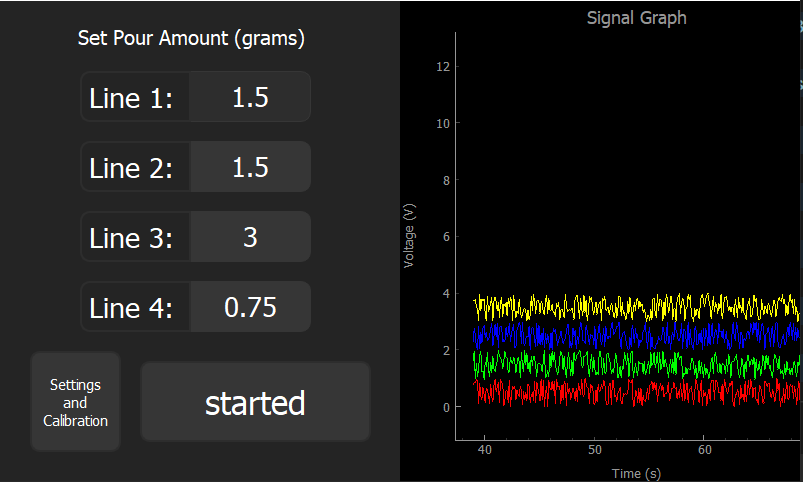 Set Pour Amount (grams)
Line 1: 1.5
Line 2: 1.5
Line 3: 3
Line 4: 0.75
Settings
and
Calibration
started
Signal Graph
12
10
8
6
4
2
0
Voltage (V)
40 50 60
Time (s)